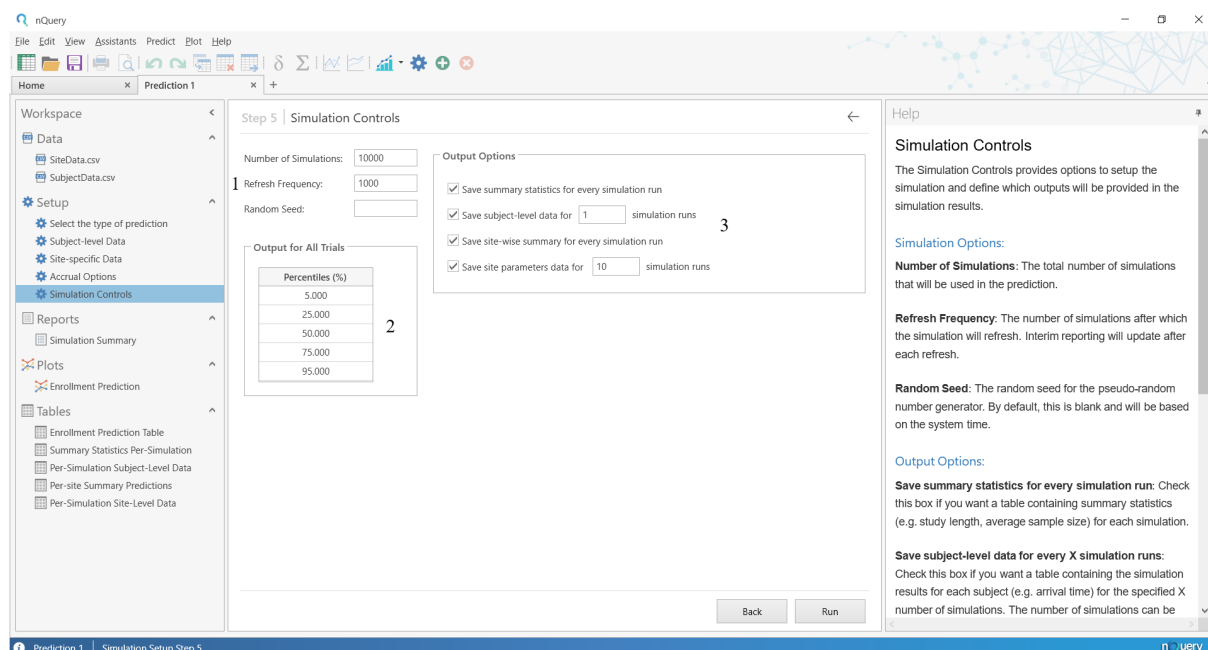 nQuery
File Edit View Assistants Predict Plot Help
Home × Prediction 1 × +
Workspace
Data
SiteData.csv
SubjectData.csv
Setup
Select the type of prediction
Subject-level Data
Site-specific Data
Accrual Options
Simulation Controls
Reports
Simulation Summary
Plots
Enrollment Prediction
Tables
Enrollment Prediction Table
Summary Statistics Per-Simulation
Per-Simulation Subject-Level Data
Per-site Summary Predictions
Per-Simulation Site-Level Data
Step 5 | Simulation Controls
Number of Simulations: 10000
1 Refresh Frequency: 1000
Random Seed:
Output for All Trials
Percentiles (%)
5.000
25.000
50.000
75.000
95.000
2
Output Options
Save summary statistics for every simulation run
Save subject-level data for 1 simulation runs
3
Save site-wise summary for every simulation run
Save site parameters data for 10 simulation runs
Back Run
Help
Simulation Controls
The Simulation Controls provides options to setup the
simulation and define which outputs will be provided in the
simulation results.
Simulation Options:
Number of Simulations: The total number of simulations
that will be used in the prediction.
Refresh Frequency: The number of simulations after which
the simulation will refresh. Interim reporting will update after
each refresh.
Random Seed: The random seed for the pseudo-random
number generator. By default, this is blank and will be based
on the system time.
Output Options:
Save summary statistics for every simulation run: Check
this box if you want a table containing summary statistics
(e.g. study length, average sample size) for each simulation.
Save subject-level data for every X simulation runs:
Check this box if you want a table containing the simulation
results for each subject (e.g. arrival time) for the specified X
number of simulations. The number of simulations can be
Prediction 1 | Simulation Setup Step 5
nQuery